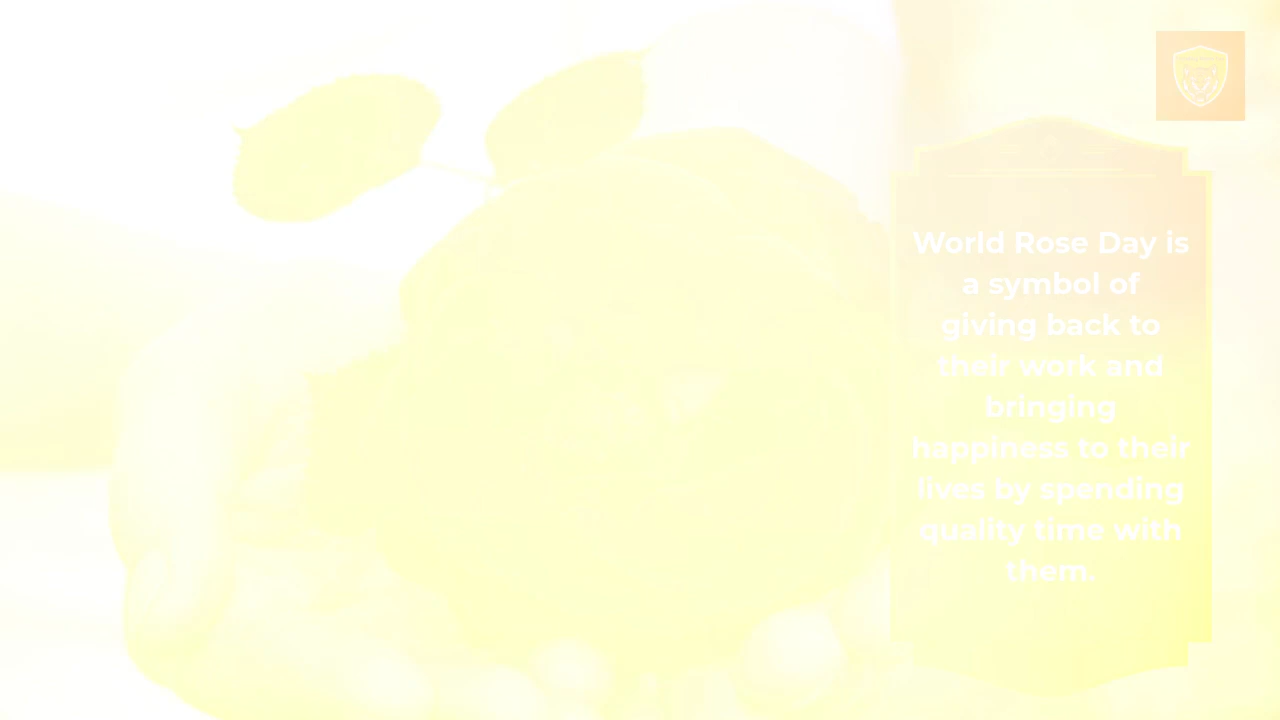 World Rose Day is
a symbol of
giving back to
their work and
bringing
happiness to their
lives by spending
quality time with
them.